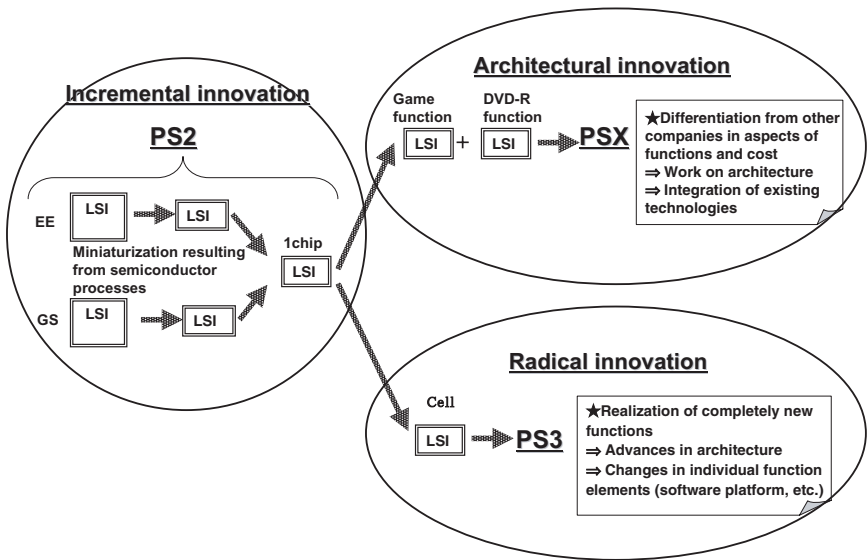 Incremental innovation
PS2
EE
LSI
LSI
Miniaturization resulting
from semiconductor
processes
GS
LSI
LSI
1chip
LSI
Architectural innovation
Game
function
DVD-R
function
LSI
+
LSI
PSX
★Differentiation from other
companies in aspects of
functions and cost
⇒ Work on architecture
⇒ Integration of existing
technologies
Radical innovation
Cell
LSI
PS3
★Realization of completely new
functions
⇒ Advances in architecture
⇒ Changes in individual function
elements (software platform, etc.)